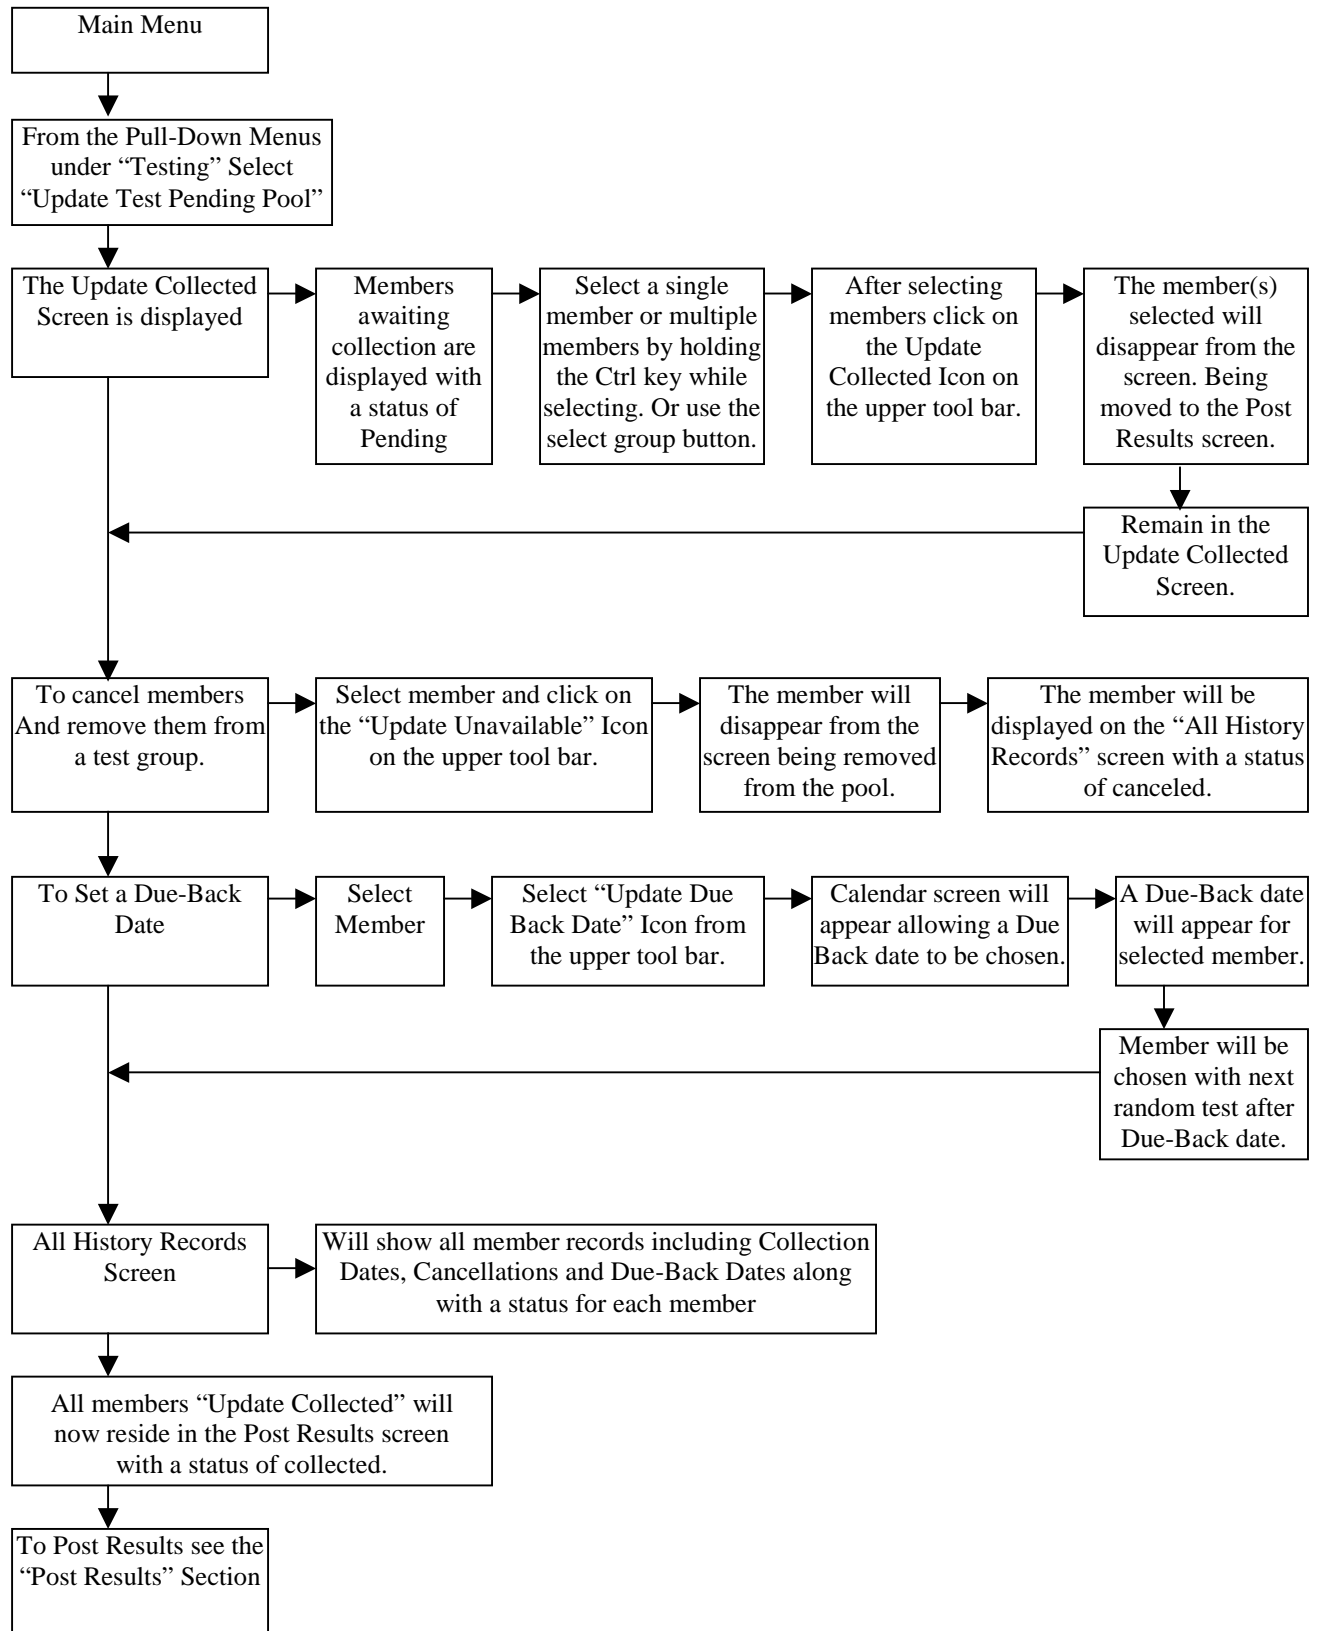 Main Menu
From the Pull-Down Menus
under “Testing” Select
“Update Test Pending Pool”
The Update Collected
Screen is displayed
Members
awaiting
collection are
displayed with
a status of
Pending
Select a single
member or multiple
members by holding
the Ctrl key while
selecting. Or use the
select group button.
After selecting
members click on
the Update
Collected Icon on
the upper tool bar.
The member(s)
selected will
disappear from the
screen. Being
moved to the Post
Results screen.
Remain in the
Update Collected
Screen.
To cancel members
And remove them from
a test group.
Select member and click on
the “Update Unavailable” Icon
on the upper tool bar.
The member will
disappear from the
screen being removed
from the pool.
The member will be
displayed on the “All History
Records” screen with a status
of canceled.
To Set a Due-Back
Date
Select
Member
Select “Update Due
Back Date” Icon from
the upper tool bar.
Calendar screen will
appear allowing a Due
Back date to be chosen.
A Due-Back date
will appear for
selected member.
Member will be
chosen with next
random test after
Due-Back date.
All History Records
Screen
Will show all member records including Collection
Dates, Cancellations and Due-Back Dates along
with a status for each member
All members “Update Collected” will
now reside in the Post Results screen
with a status of collected.
To Post Results see the
“Post Results” Section